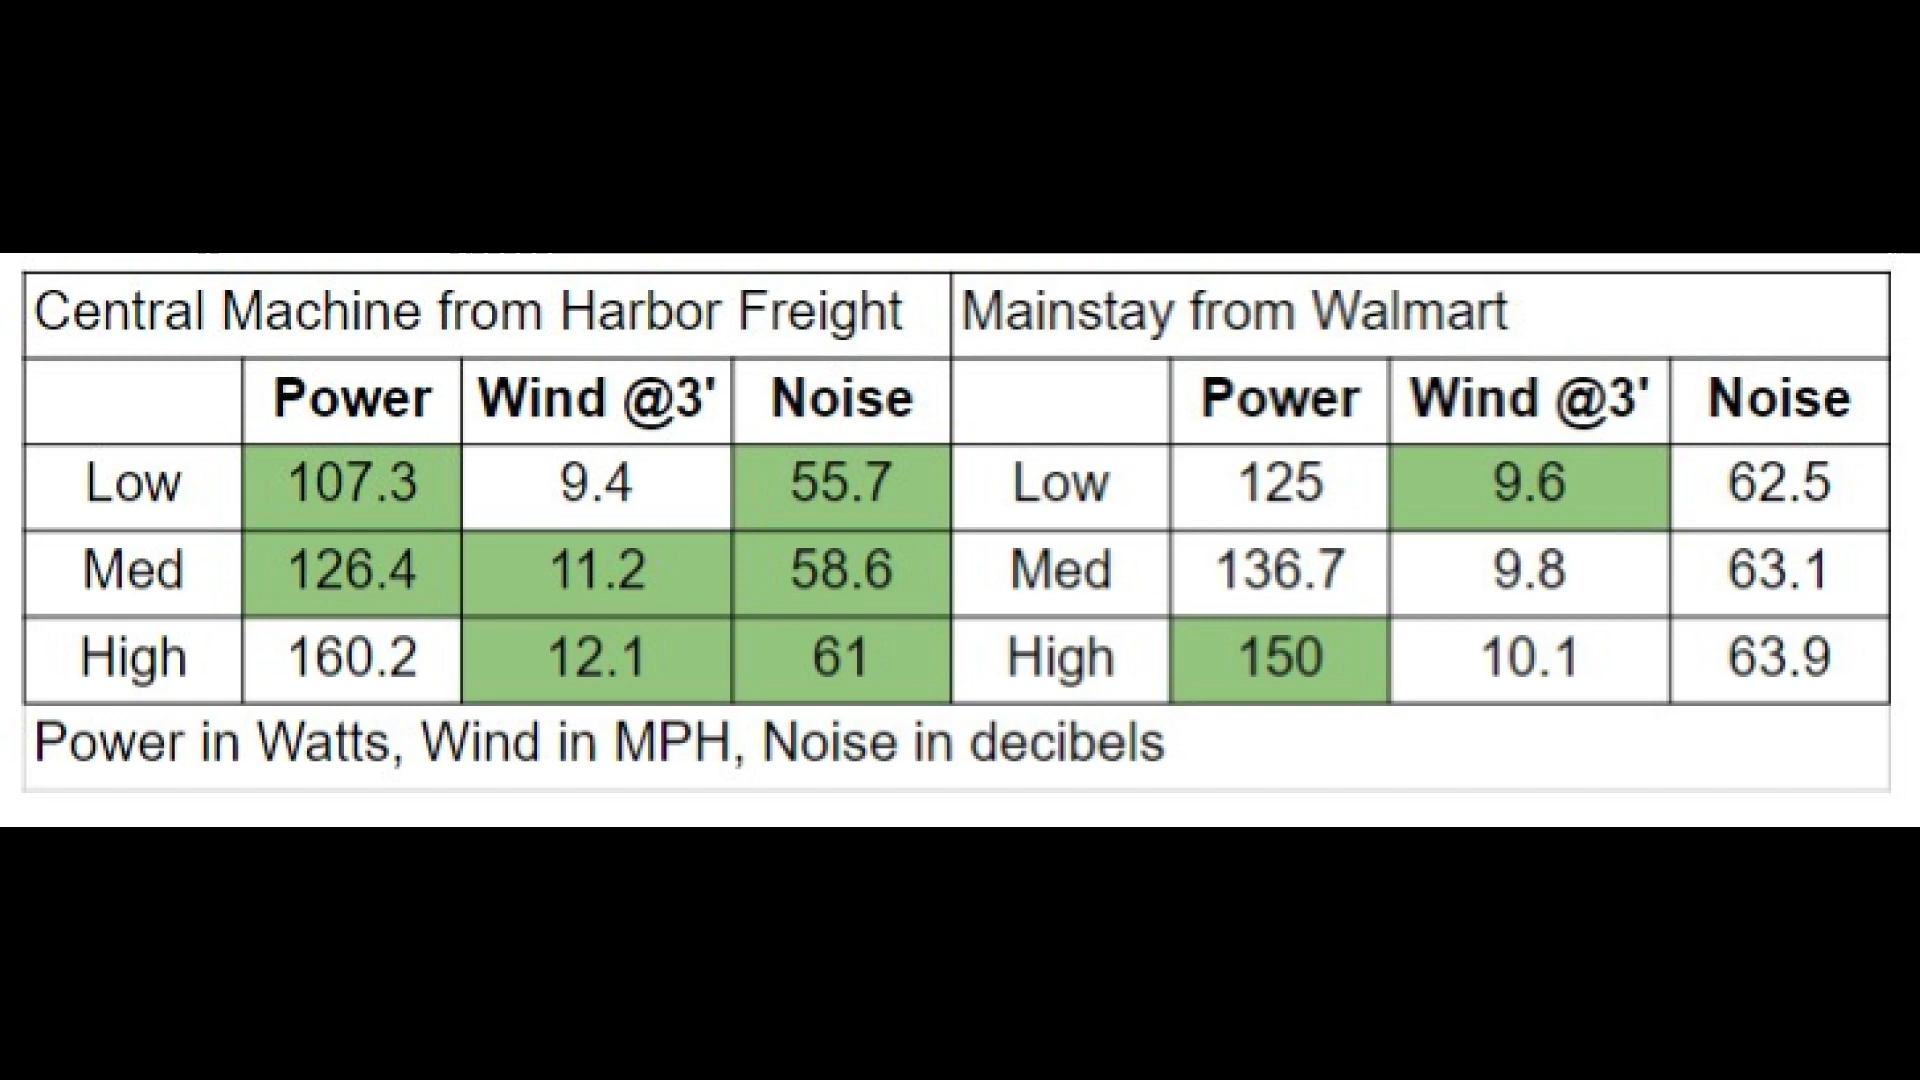 Central Machine from Harbor Freight Mainstay from Walmart
Power Wind @3' Noise Power Wind @3' Noise
Low 107.3 9.4 55.7 Low 125 9.6 62.5
Med 126.4 11.2 58.6 Med 136.7 9.8 63.1
High 160.2 12.1 61 High 150 10.1 63.9
Power in Watts, Wind in MPH, Noise in decibels